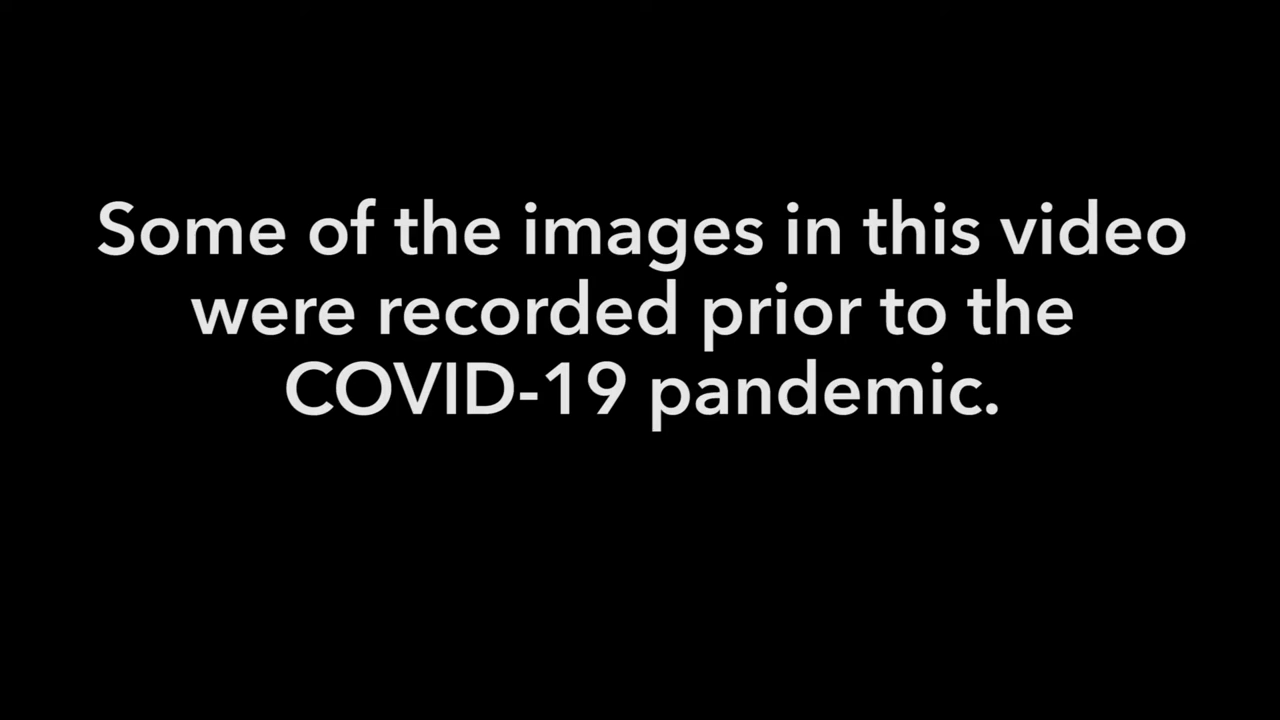 Some of the images in this video
were recorded prior to the
COVID-19 pandemic.